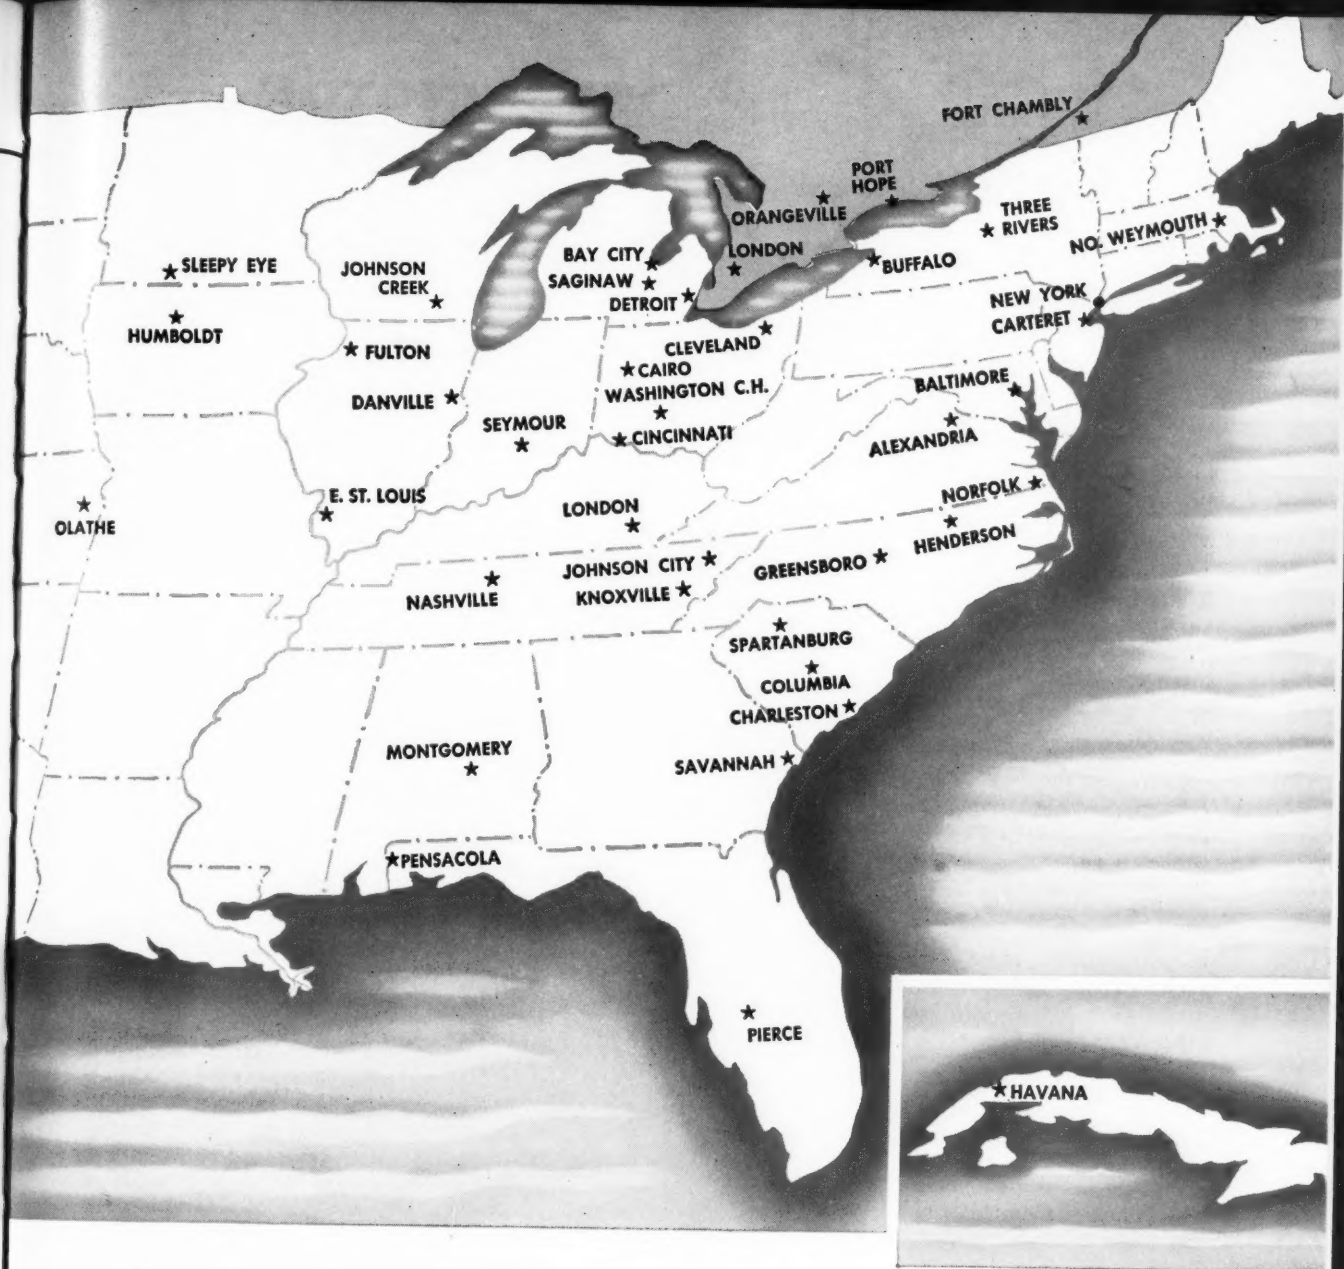 FORT CHAMBLY
PORT
HOPE
ORANGEVILLE
THREE
RIVERS
NO. WEYMOUTH
LONDON
BAY CITY
SAGINAW
DETROIT
BUFFALO
SLEEPY EYE
JOHNSON
CREEK
NEW YORK
CARTERET
HUMBOLDT
FULTON
CLEVELAND
CAIRO
WASHINGTON C.H.
BALTIMORE
DANVILLE
SEYMOUR
CINCINNATI
ALEXANDRIA
E. ST. LOUIS
NORFOLK
OLATHE
LONDON
HENDERSON
JOHNSON CITY
GREENSBORO
NASHVILLE
KNOXVILLE
SPARTANBURG
COLUMBIA
CHARLESTON
MONTGOMERY
SAVANNAH
PENSACOLA
PIERCE
HAVANA